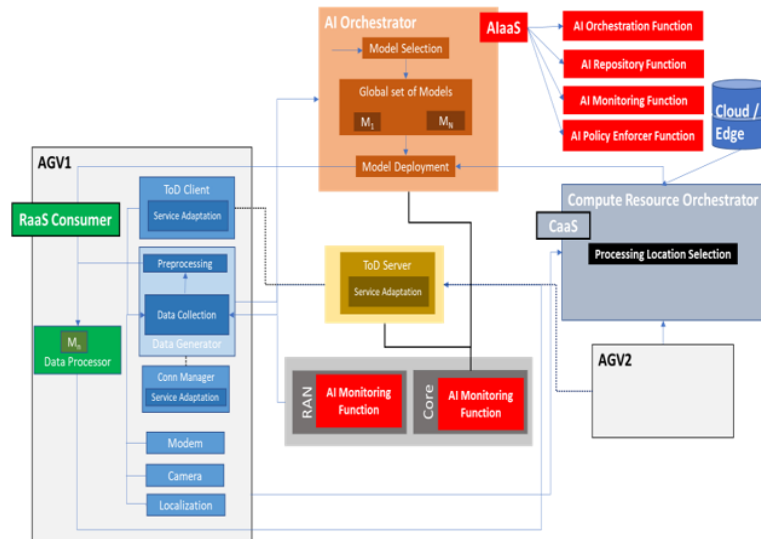 AI Orchestrator
Model Selection
Global set of Models
M1
MN
Model Deployment
AIaaS
AI Orchestration Function
AI Repository Function
AI Monitoring Function
AI Policy Enforcer Function
Cloud /
Edge
AGV1
ToD Client
Service Adaptation
RaaS Consumer
Preprocessing
Data Collection
Data Generator
Mn
Data Processor
Conn Manager
Service Adaptation
Modem
Camera
Localization
ToD Server
Service Adaptation
RAN
AI Monitoring
Function
Core
AI Monitoring
Function
Compute Resource Orchestrator
CaaS
Processing Location Selection
AGV2